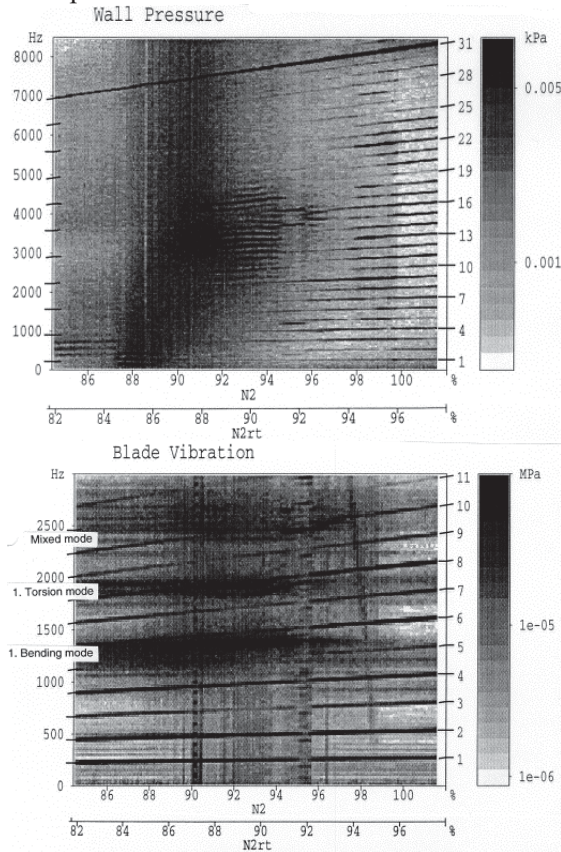 Wall Pressure
Hz
kPa
8000
7000
6000
5000
4000
3000
2000
1000
0
31
28
25
22
19
16
13
10
7
4
1
0.005
0.001
86 88 90 92 94 96 98 100 %
N2
82 84 86 88 90 92 94 96 %
N2rt
Blade Vibration
Hz
MPa
2500
Mixed mode
2000
1. Torsion mode
1500
1. Bending mode
1000
500
0
11
10
9
8
7
6
5
4
3
2
1
1e-05
1e-06
86 88 90 92 94 96 98 100 %
N2
82 84 86 88 90 92 94 96 %
N2rt